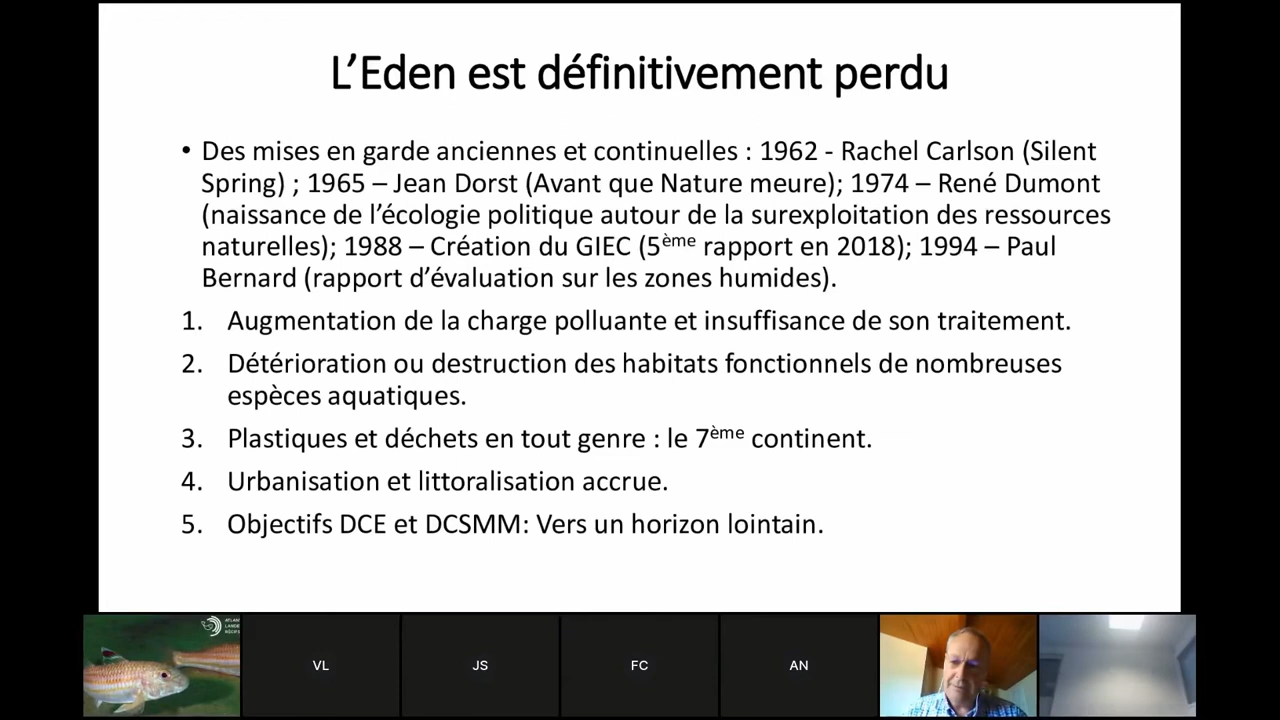 L’Eden est définitivement perdu
• Des mises en garde anciennes et continuelles : 1962 - Rachel Carlson (Silent
Spring) ; 1965 – Jean Dorst (Avant que Nature meure); 1974 – René Dumont
(naissance de l’écologie politique autour de la surexploitation des ressources
naturelles); 1988 – Création du GIEC (5ème rapport en 2018); 1994 – Paul
Bernard (rapport d’évaluation sur les zones humides).
1. Augmentation de la charge polluante et insuffisance de son traitement.
2. Détérioration ou destruction des habitats fonctionnels de nombreuses
espèces aquatiques.
3. Plastiques et déchets en tout genre : le 7ème continent.
4. Urbanisation et littoralisation accrue.
5. Objectifs DCE et DCSMM: Vers un horizon lointain.
VL
JS
FC
AN